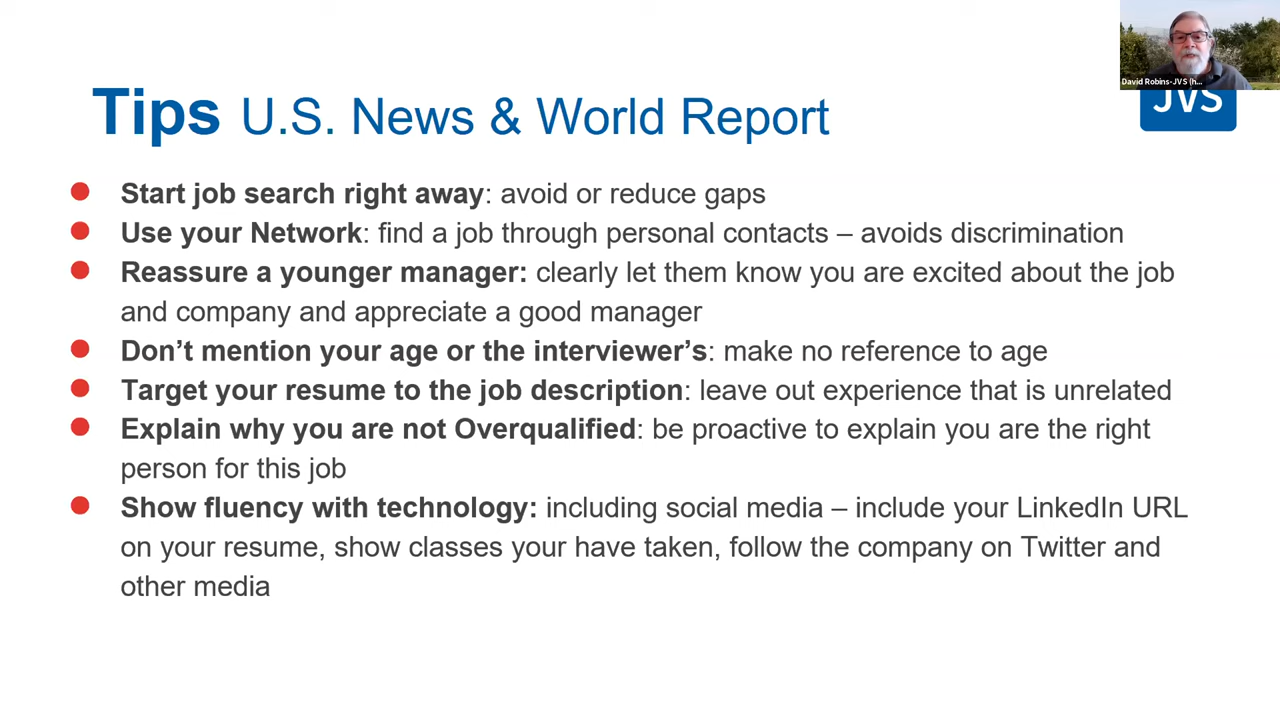 David Robins-JVS (h...
JVS
Tips U.S. News & World Report
● Start job search right away: avoid or reduce gaps
● Use your Network: find a job through personal contacts – avoids discrimination
● Reassure a younger manager: clearly let them know you are excited about the job
and company and appreciate a good manager
● Don’t mention your age or the interviewer’s: make no reference to age
● Target your resume to the job description: leave out experience that is unrelated
● Explain why you are not Overqualified: be proactive to explain you are the right
person for this job
● Show fluency with technology: including social media – include your LinkedIn URL
on your resume, show classes your have taken, follow the company on Twitter and
other media